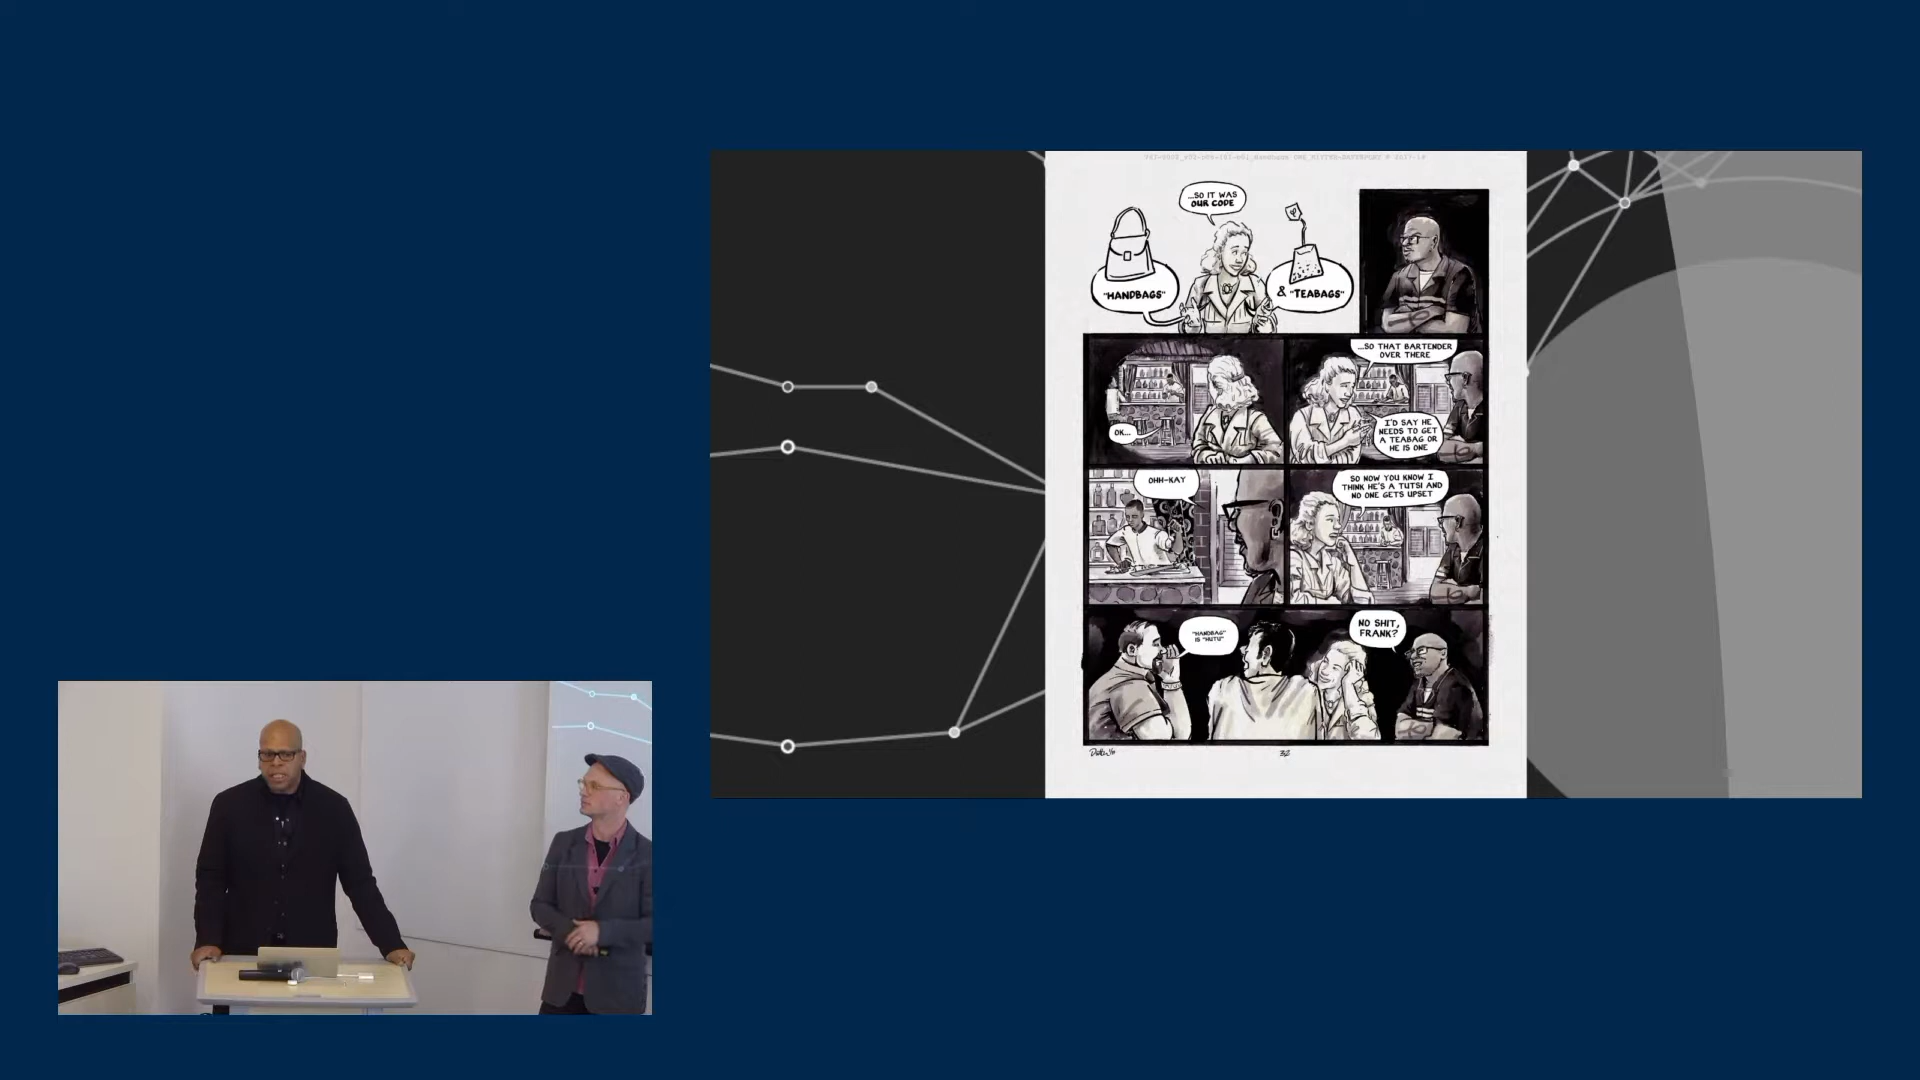 ...SO IT WAS
OUR CODE
"HANDBAGS"
& "TEABAGS"
OK...
...SO THAT BARTENDER
OVER THERE
I'D SAY HE
NEEDS TO GET
A TEABAG OR
HE IS ONE
OHH-KAY
SO NOW YOU KNOW I
THINK HE'S A TUTSI AND
NO ONE GETS UPSET
"HANDBAG"
IS "HUTU"
NO SHIT,
FRANK?
32